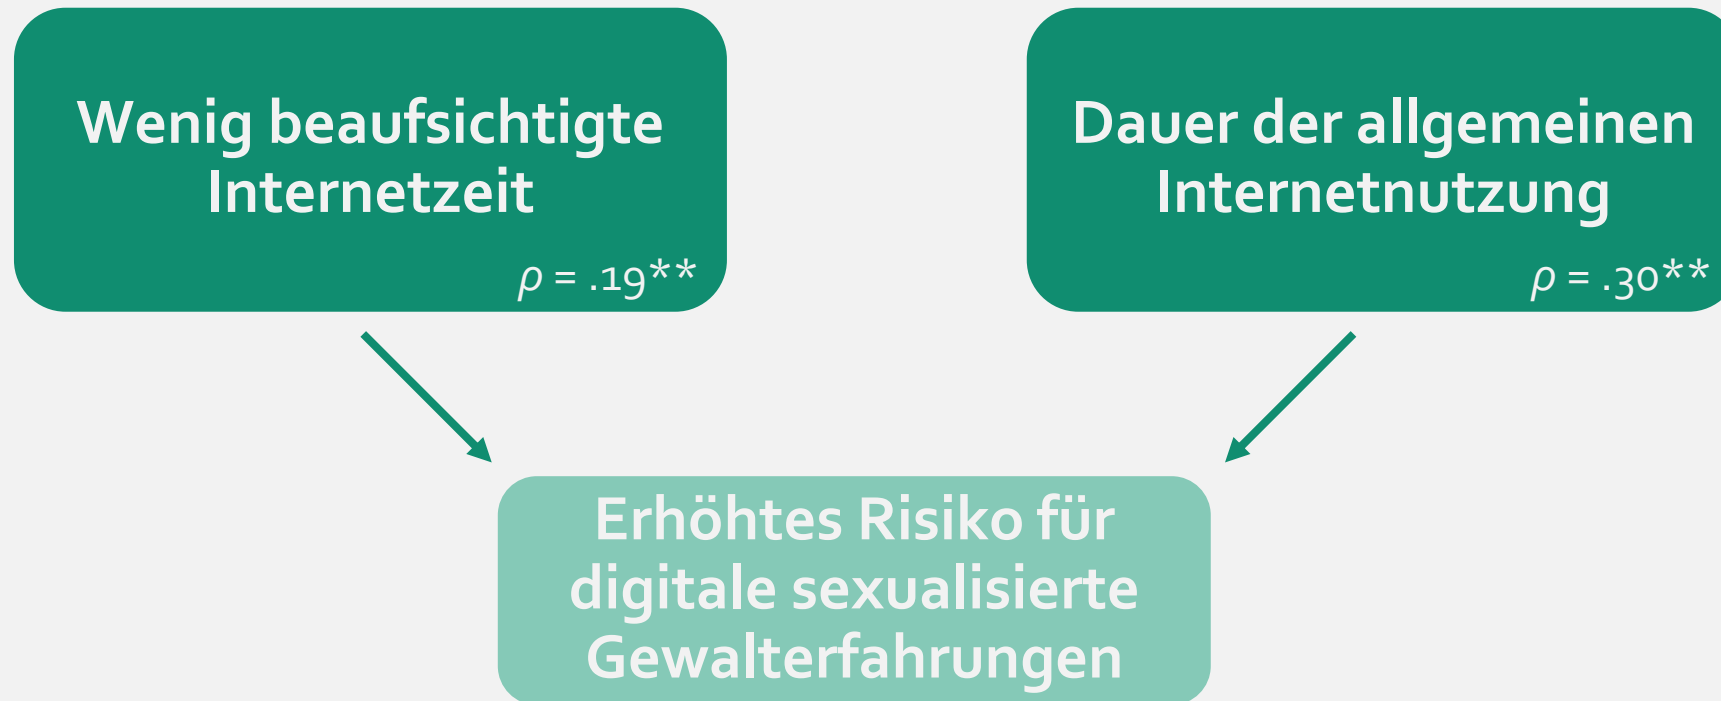 Wenig beaufsichtigte
Internetzeit
ρ = .19**
Dauer der allgemeinen
Internetnutzung
ρ = .30**
Erhöhtes Risiko für
digitale sexualisierte
Gewalterfahrungen